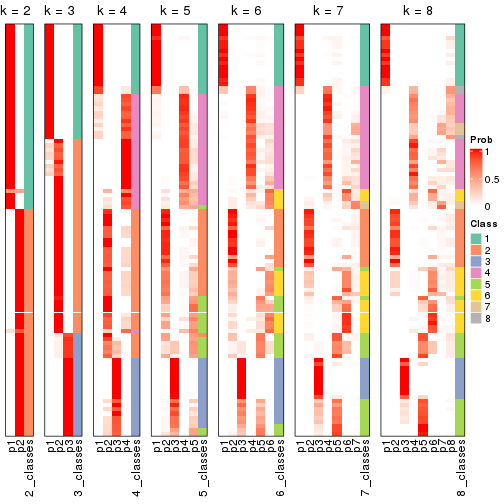 k = 2 k = 3 k = 4 k = 5 k = 6 k = 7 k = 8
Prob
1
0.5
0
Class
1
2
3
4
5
6
7
8
p1 p2 2_classes
p1 p2 p3 3_classes
p1 p2 p3 p4 4_classes
p1 p2 p3 p4 p5 5_classes
p1 p2 p3 p4 p5 p6 6_classes
p1 p2 p3 p4 p5 p6 p7 7_classes
p1 p2 p3 p4 p5 p6 p7 p8 8_classes